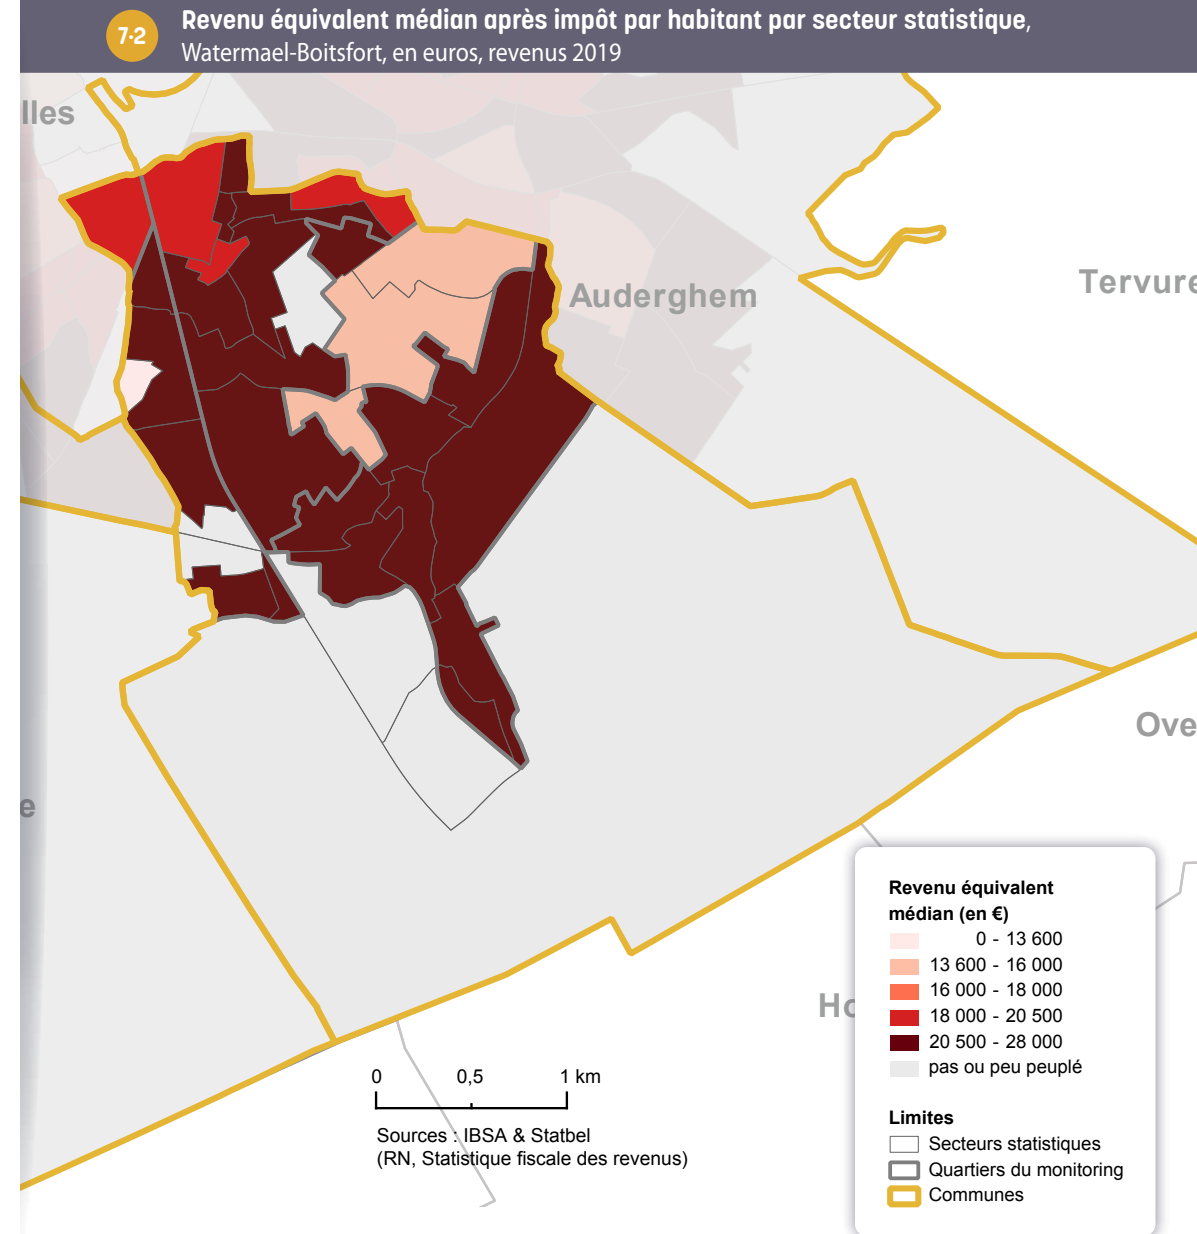 7·2
Revenu équivalent médian après impôt par habitant par secteur statistique,
Watermael-Boitsfort, en euros, revenus 2019
lles
Auderghem
Tervure
Ove
e
Ho
Revenu équivalent
médian (en €)
0 - 13 600
13 600 - 16 000
16 000 - 18 000
18 000 - 20 500
20 500 - 28 000
pas ou peu peuplé
Limites
Secteurs statistiques
Quartiers du monitoring
Communes
0 0,5 1 km
Sources : IBSA & Statbel
(RN, Statistique fiscale des revenus)